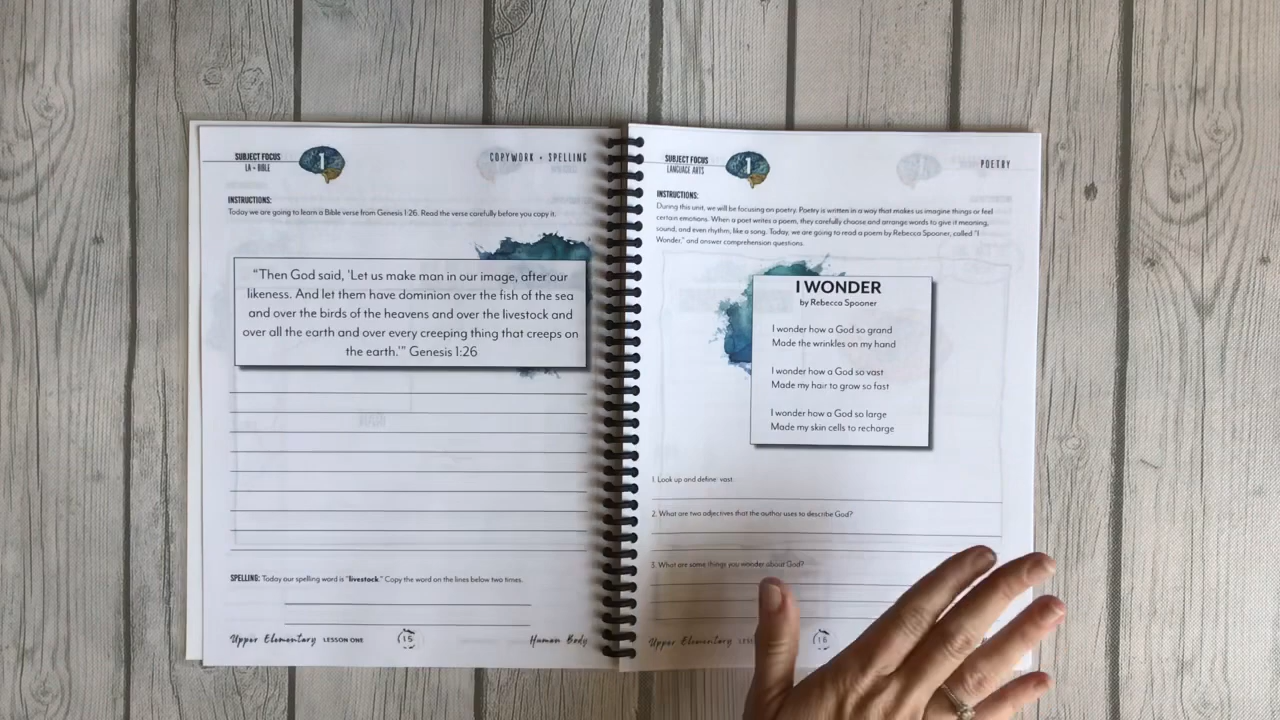 SUBJECT FOCUS
LA + BIBLE
1
COPYWORK + SPELLING
INSTRUCTIONS:
Today we are going to learn a Bible verse from Genesis 1:26. Read the verse carefully before you copy it.
"Then God said, 'Let us make man in our image, after our
likeness. And let them have dominion over the fish of the sea
and over the birds of the heavens and over the livestock and
over all the earth and over every creeping thing that creeps on
the earth.'" Genesis 1:26
SPELLING: Today our spelling word is "livestock." Copy the word on the lines below two times.
Upper Elementary LESSON ONE
15
Human Body
SUBJECT FOCUS
LANGUAGE ARTS
1
POETRY
INSTRUCTIONS:
During this unit, we will be focusing on poetry. Poetry is written in a way that makes us imagine things or feel
certain emotions. When a poet writes a poem, they carefully choose and arrange words to give it meaning,
sound, and even rhythm, like a song. Today, we are going to read a poem by Rebecca Spooner, called "I
Wonder," and answer comprehension questions.
I WONDER
by Rebecca Spooner
I wonder how a God so grand
Made the wrinkles on my hand
I wonder how a God so vast
Made my hair to grow so fast
I wonder how a God so large
Made my skin cells to recharge
1. Look up and define: vast.
2. What are two adjectives that the author uses to describe God?
3. What are some things you wonder about God?
Upper Elementary
16